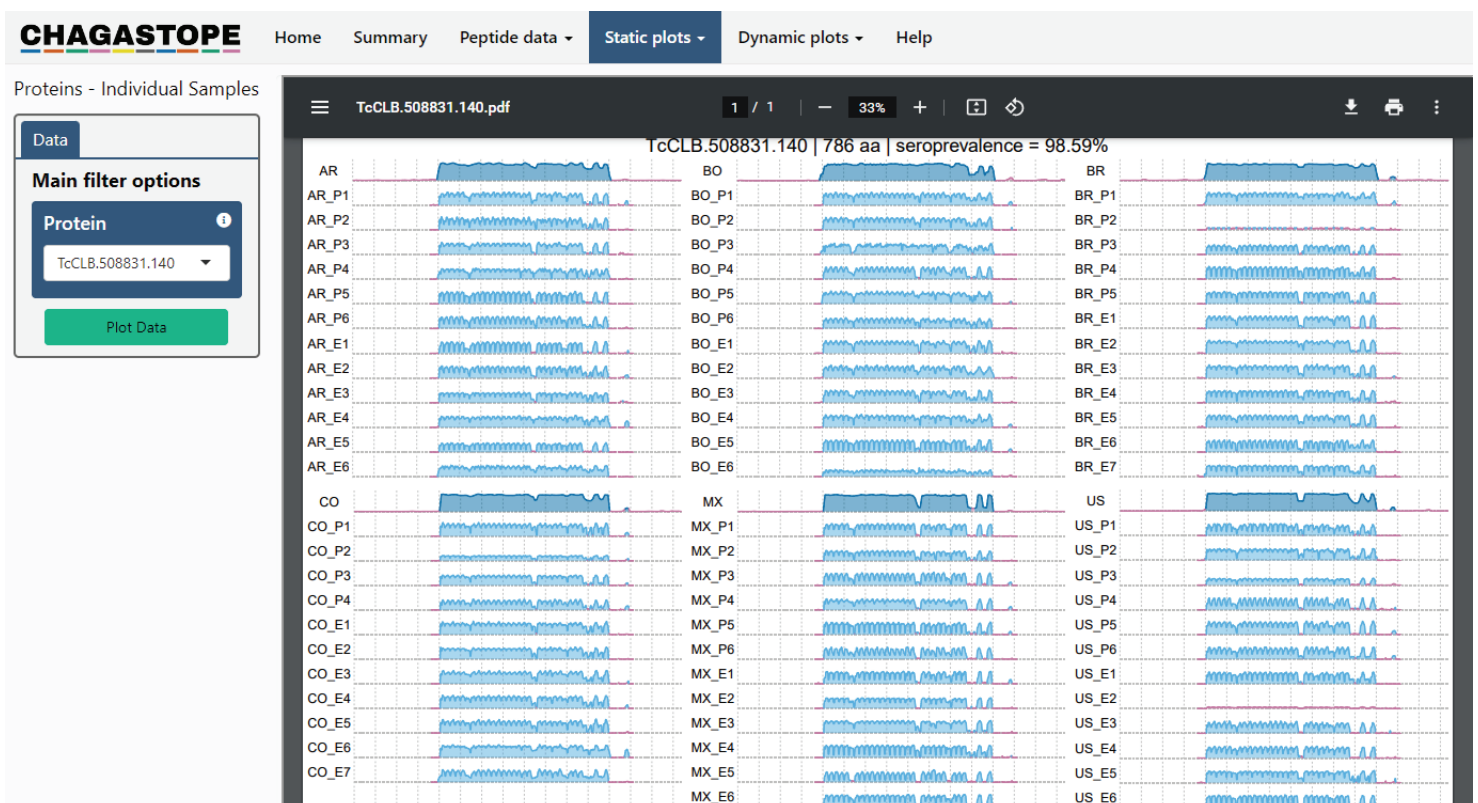 CHAGASTOPE Home Summary Peptide data Static plots Dynamic plots Help
Proteins - Individual Samples
TcCLB.508831.140.pdf 1 / 1 33%
Data
Main filter options
Protein
TcCLB.508831.140
Plot Data
TcCLB.508831.140 | 786 aa | seroprevalence = 98.59%
AR BO BR
AR_P1 BO_P1 BR_P1
AR_P2 BO_P2 BR_P2
AR_P3 BO_P3 BR_P3
AR_P4 BO_P4 BR_P4
AR_P5 BO_P5 BR_P5
AR_P6 BO_P6 BR_E1
AR_E1 BO_E1 BR_E2
AR_E2 BO_E2 BR_E3
AR_E3 BO_E3 BR_E4
AR_E4 BO_E4 BR_E5
AR_E5 BO_E5 BR_E6
AR_E6 BO_E6 BR_E7
CO MX US
CO_P1 MX_P1 US_P1
CO_P2 MX_P2 US_P2
CO_P3 MX_P3 US_P3
CO_P4 MX_P4 US_P4
CO_E1 MX_P5 US_P5
CO_E2 MX_P6 US_P6
CO_E3 MX_E1 US_E1
CO_E4 MX_E2 US_E2
CO_E5 MX_E3 US_E3
CO_E6 MX_E4 US_E4
CO_E7 MX_E5 US_E5
MX_E6 US_E6